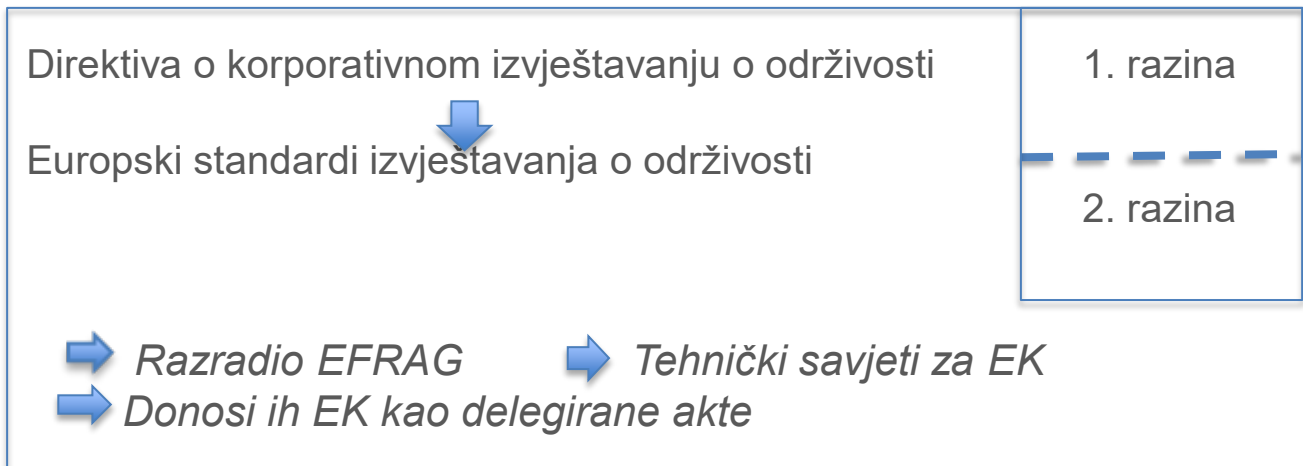 Direktiva o korporativnom izvještavanju o održivosti
1. razina
Europski standardi izvještavanja o održivosti
2. razina
Razradio EFRAG
Tehnički savjeti za EK
Donosi ih EK kao delegirane akte